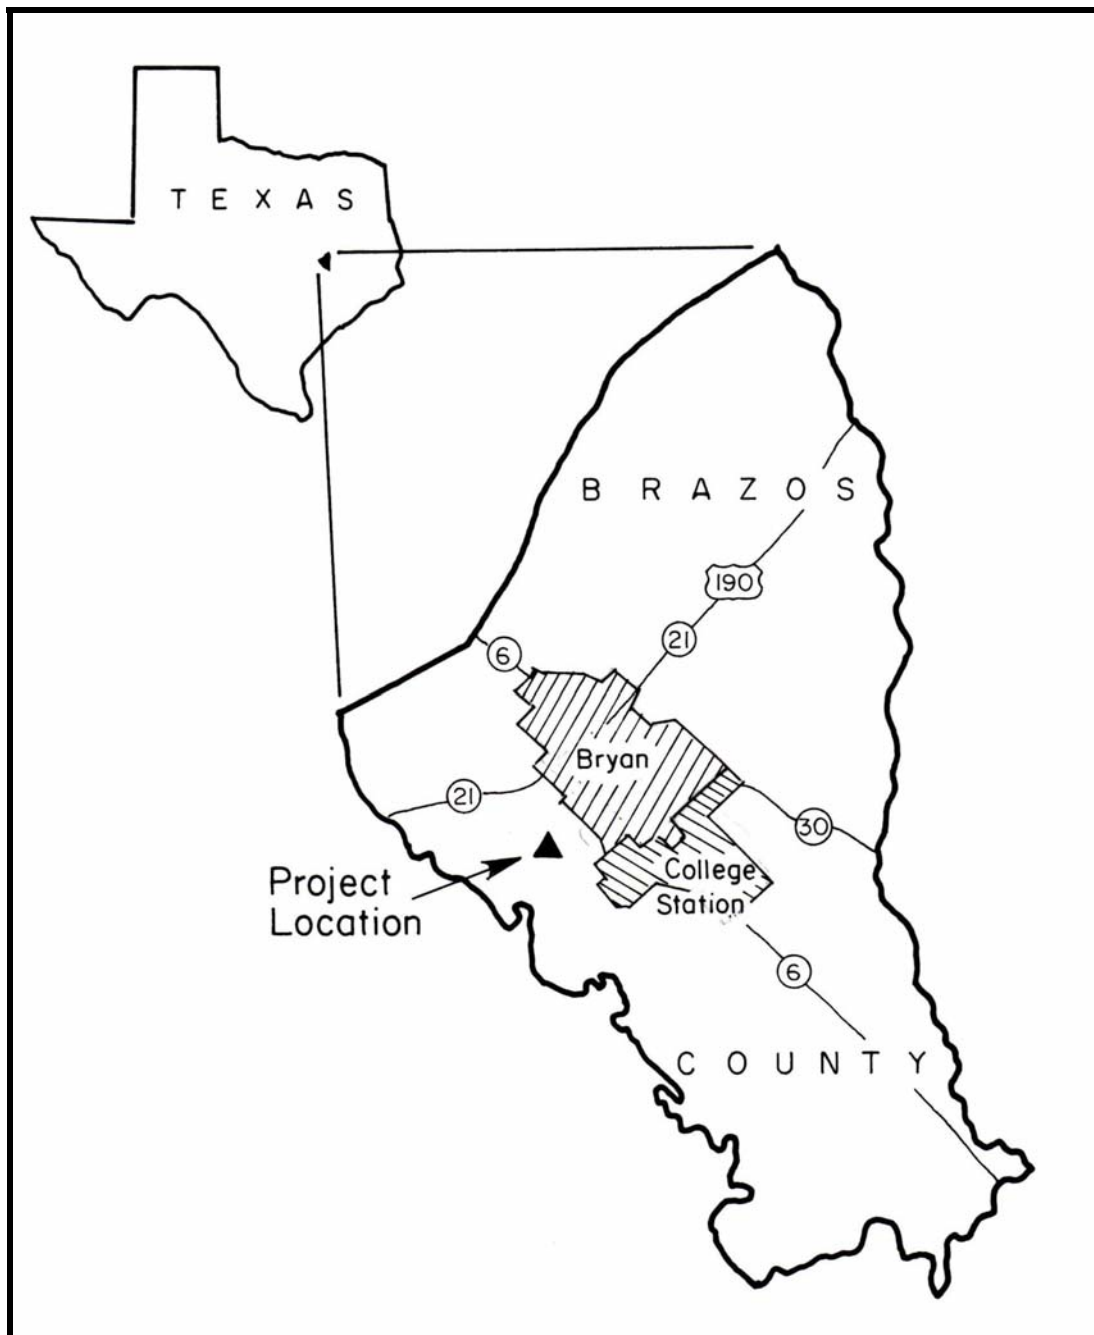 TEXAS
BRAZOS
190
21
6
Bryan
21
30
Project
Location
College
Station
6
COUNTY